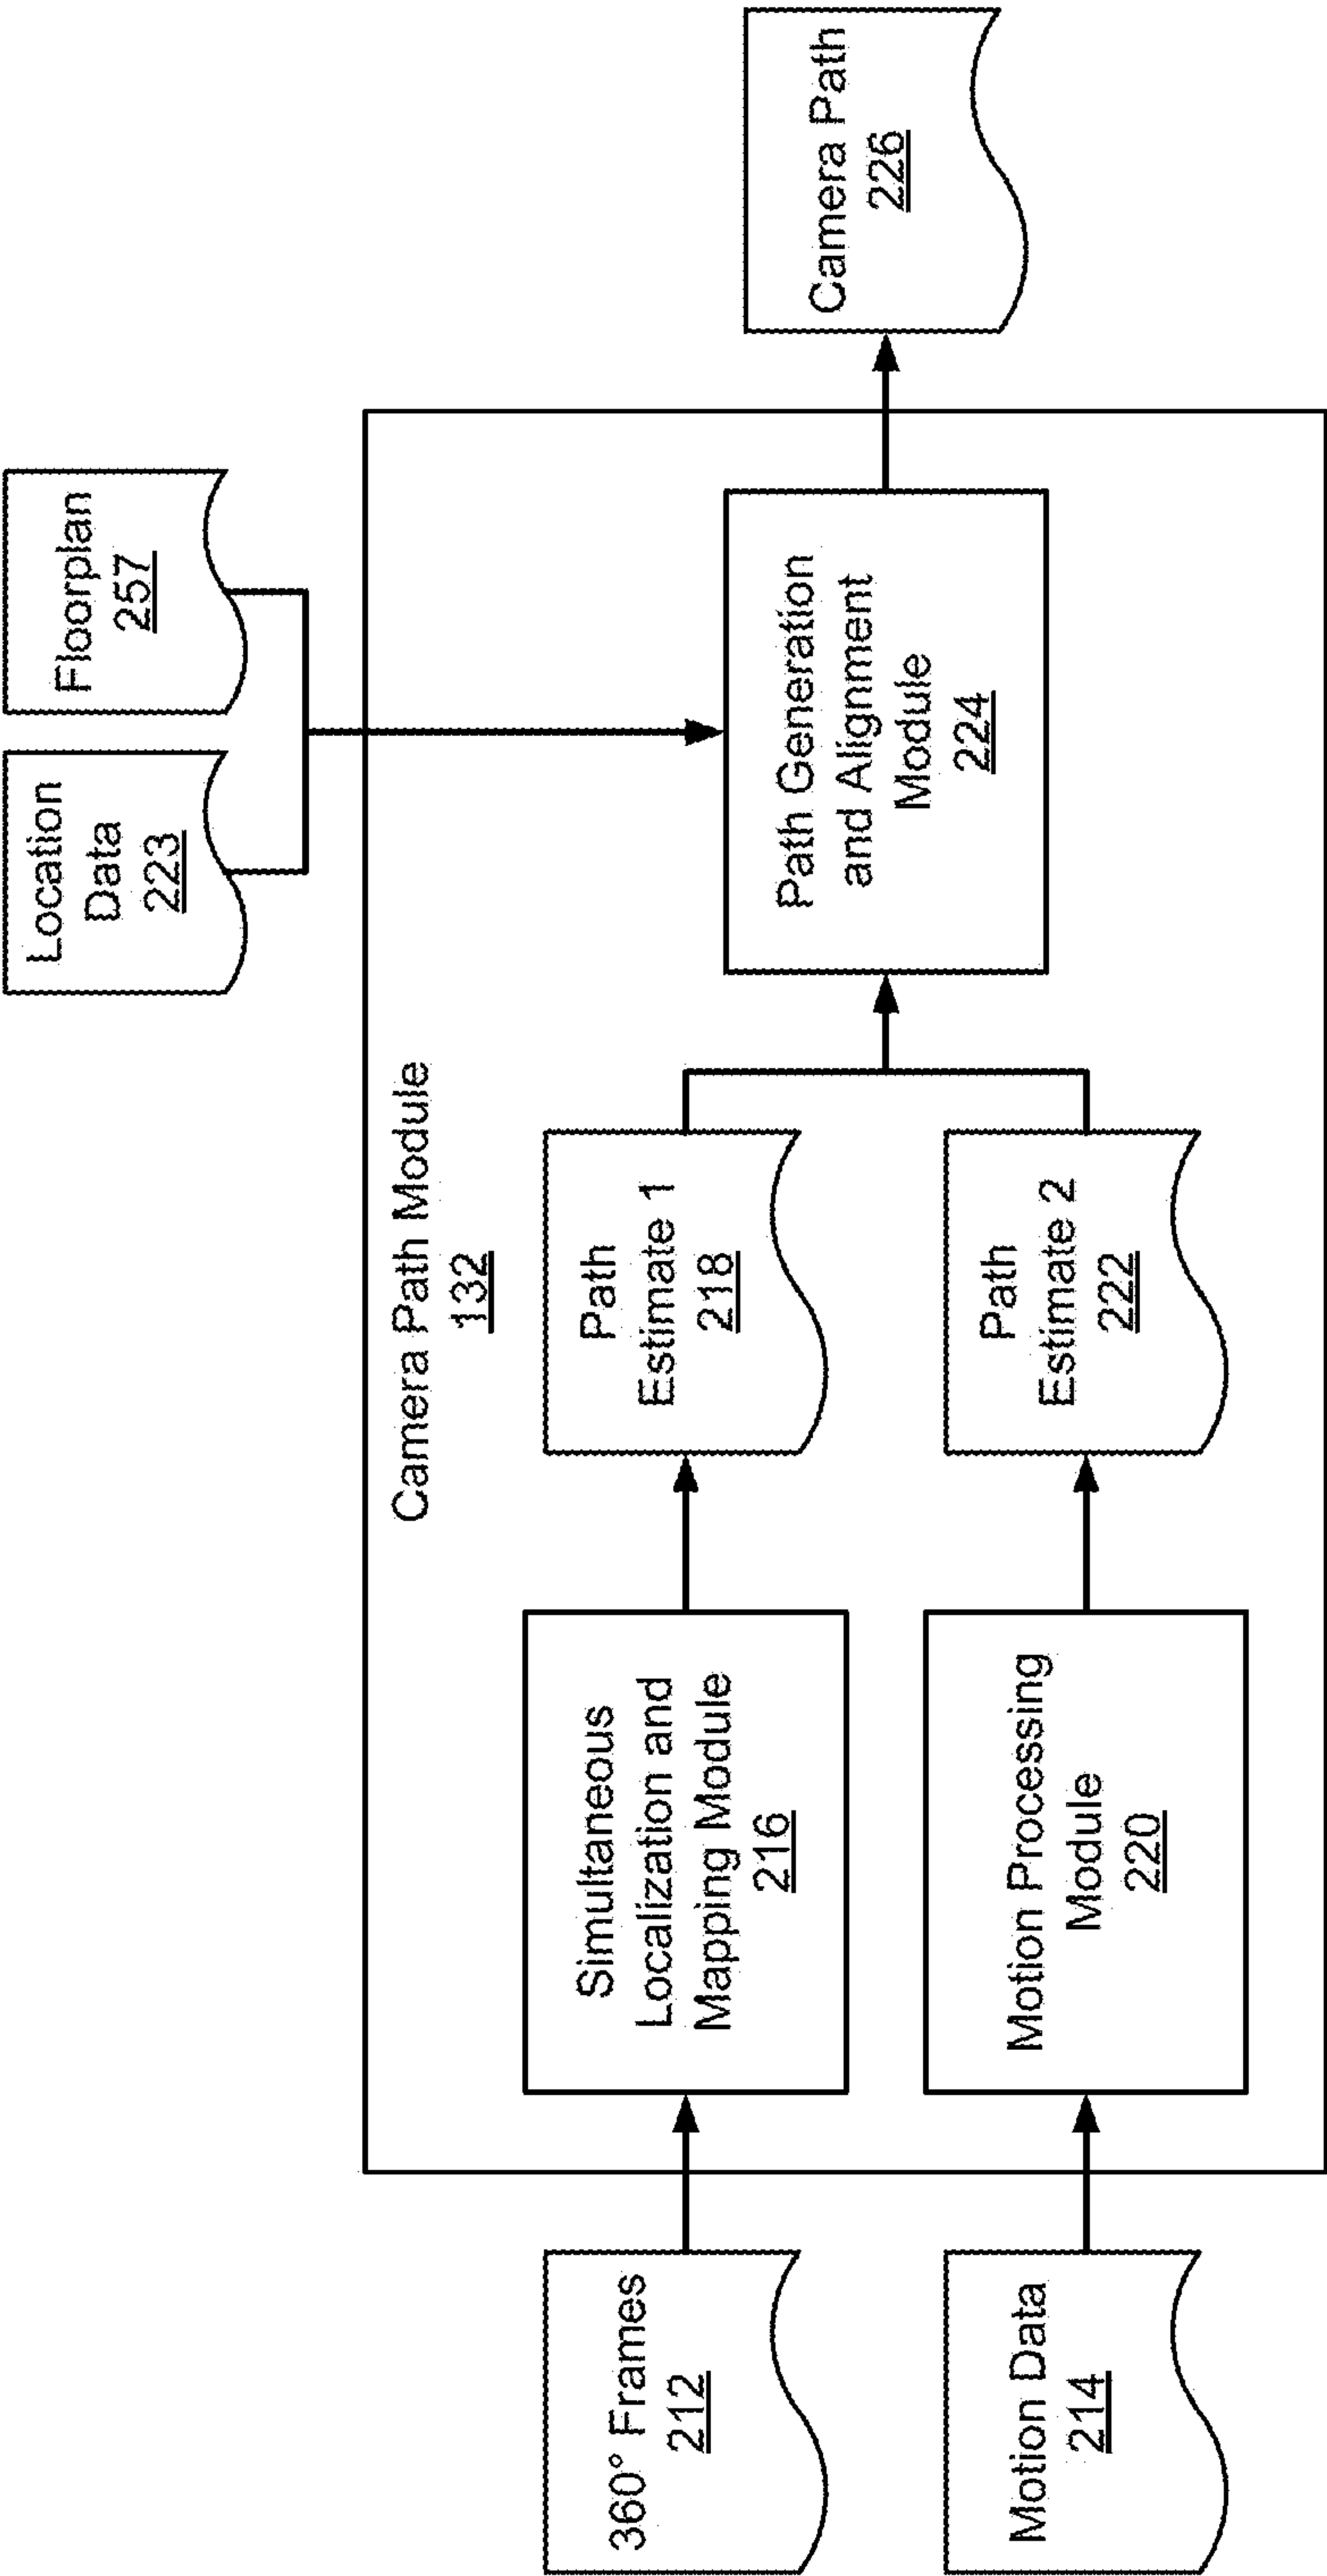 Location
Data
223
Floorplan
257
Camera Path Module
132
360° Frames
212
Simultaneous
Localization and
Mapping Module
216
Path
Estimate 1
218
Motion Data
214
Motion Processing
Module
220
Path
Estimate 2
222
Path Generation
and Alignment
Module
224
Camera Path
226